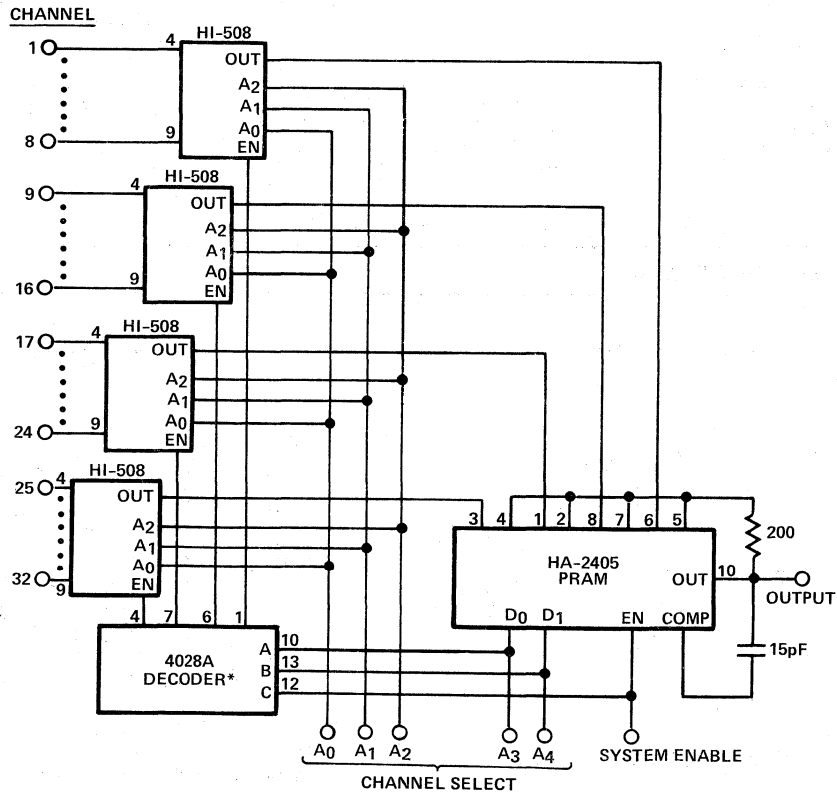 CHANNEL
HI-508
1 4 OUT
A2
A1
8 9 A0
EN
HI-508
9 4 OUT
A2
A1
16 9 A0
EN
HI-508
17 4 OUT
A2
A1
24 9 A0
EN
HI-508
25 4 OUT
A2
A1
A0
32 9 EN
3 4 1 2 8 7 6 5
200
HA-2405
PRAM
OUT 10
OUTPUT
D0 D1 EN COMP
15pF
4 7 6 1
4028A
DECODER*
A 10
B 13
C 12
A0 A1 A2 A3 A4
SYSTEM ENABLE
CHANNEL SELECT